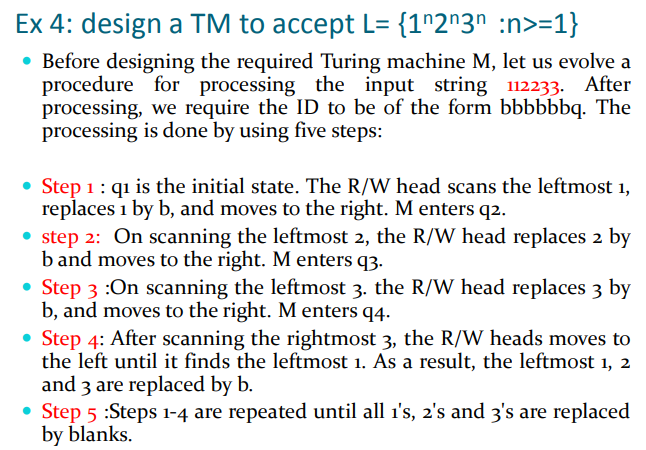 Ex 4: design a TM to accept L= {1ⁿ2ⁿ3ⁿ :n>=1}
• Before designing the required Turing machine M, let us evolve a
procedure for processing the input string 112233. After
processing, we require the ID to be of the form bbbbbbq. The
processing is done by using five steps:
• Step 1 : q1 is the initial state. The R/W head scans the leftmost 1,
replaces 1 by b, and moves to the right. M enters q2.
• step 2: On scanning the leftmost 2, the R/W head replaces 2 by
b and moves to the right. M enters q3.
• Step 3 :On scanning the leftmost 3. the R/W head replaces 3 by
b, and moves to the right. M enters q4.
• Step 4: After scanning the rightmost 3, the R/W heads moves to
the left until it finds the leftmost 1. As a result, the leftmost 1, 2
and 3 are replaced by b.
• Step 5 :Steps 1-4 are repeated until all 1's, 2's and 3's are replaced
by blanks.